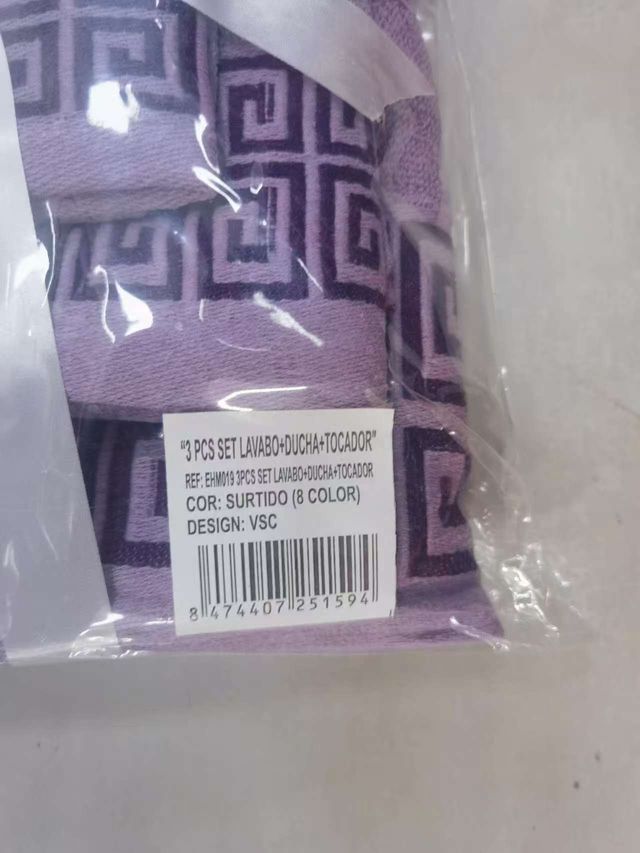 "3 PCS SET LAVABO+DUCHA+TOCADOR"
REF: EHM019 3PCS SET LAVABO+DUCHA+TOCADOR
COR: SURTIDO (8 COLOR)
DESIGN: VSC
8 474407 251594